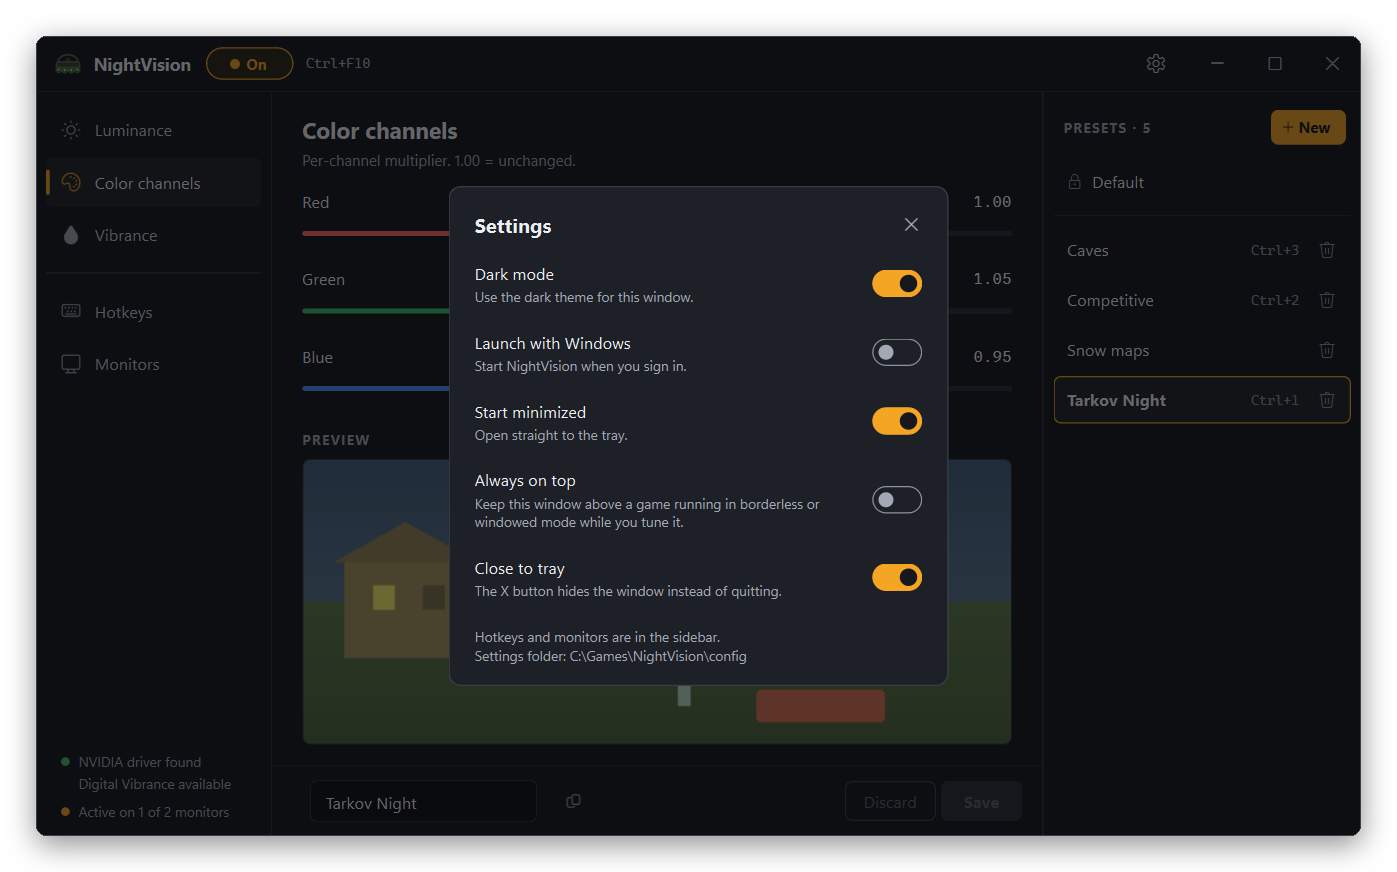 NightVision
On
Ctrl+F10
Luminance
Color channels
Vibrance
Hotkeys
Monitors
NVIDIA driver found
Digital Vibrance available
Active on 1 of 2 monitors
Color channels
Per-channel multiplier. 1.00 = unchanged.
Red
1.00
Green
1.05
Blue
0.95
PREVIEW
Settings
Dark mode
Use the dark theme for this window.
Launch with Windows
Start NightVision when you sign in.
Start minimized
Open straight to the tray.
Always on top
Keep this window above a game running in borderless or
windowed mode while you tune it.
Close to tray
The X button hides the window instead of quitting.
Hotkeys and monitors are in the sidebar.
Settings folder: C:\Games\NightVision\config
Tarkov Night
Discard
Save
PRESETS · 5
+ New
Default
Caves Ctrl+3
Competitive Ctrl+2
Snow maps
Tarkov Night Ctrl+1